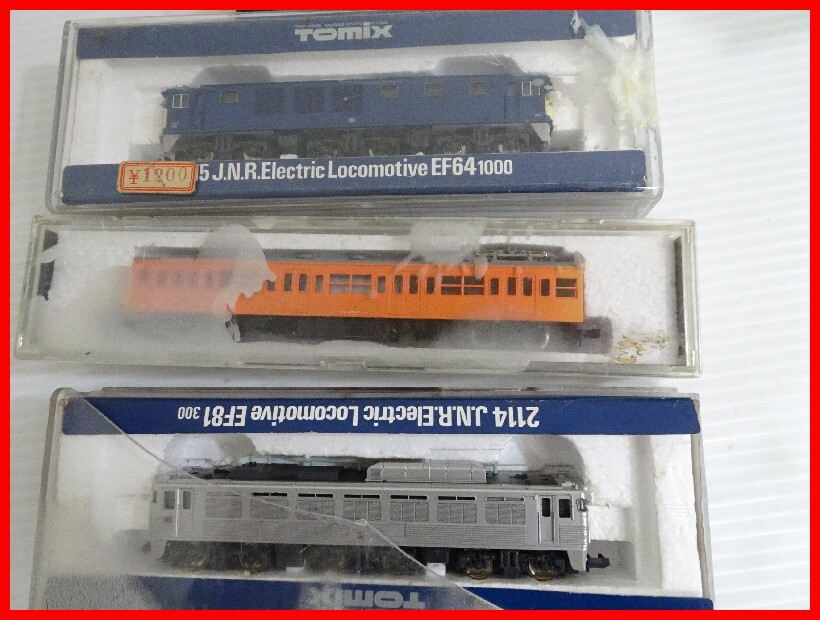 TOMIX
¥1200
5 J.N.R.Electric Locomotive EF64 1000
2114 J.N.R.Electric Locomotive EF81 300
TOMIX